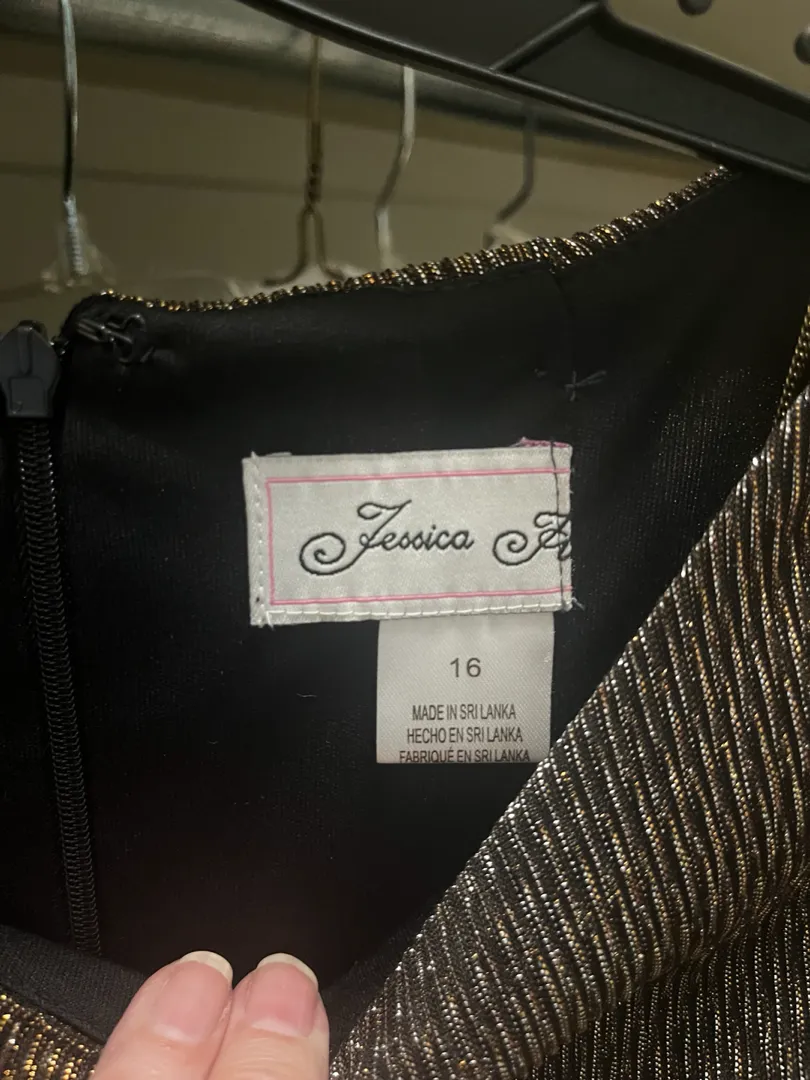 Jessica
16
MADE IN SRI LANKA
HECHO EN SRI LANKA
FABRIQUÉ EN SRI LANKA